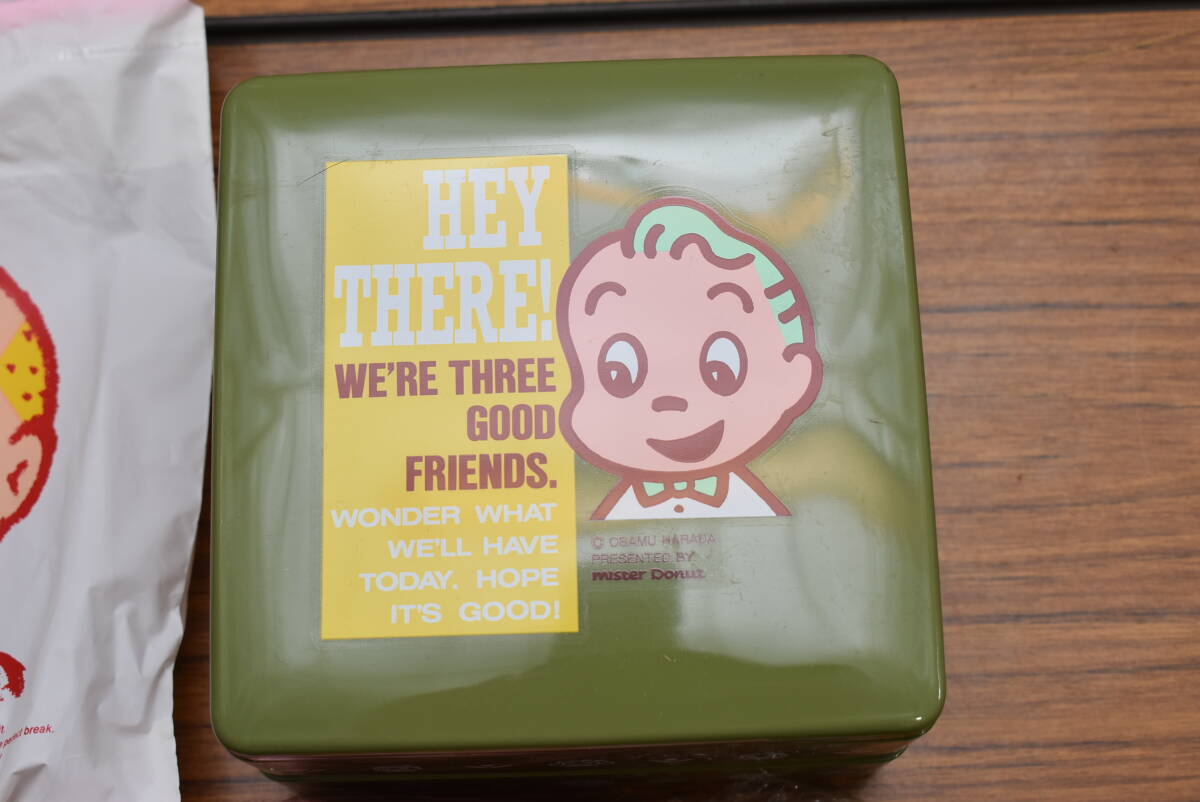 HEY
THERE!
WE'RE THREE
GOOD
FRIENDS.
WONDER WHAT
WE'LL HAVE
TODAY. HOPE
IT'S GOOD!
© OSAMU HARADA
PRESENTED BY
mister Donut
break.